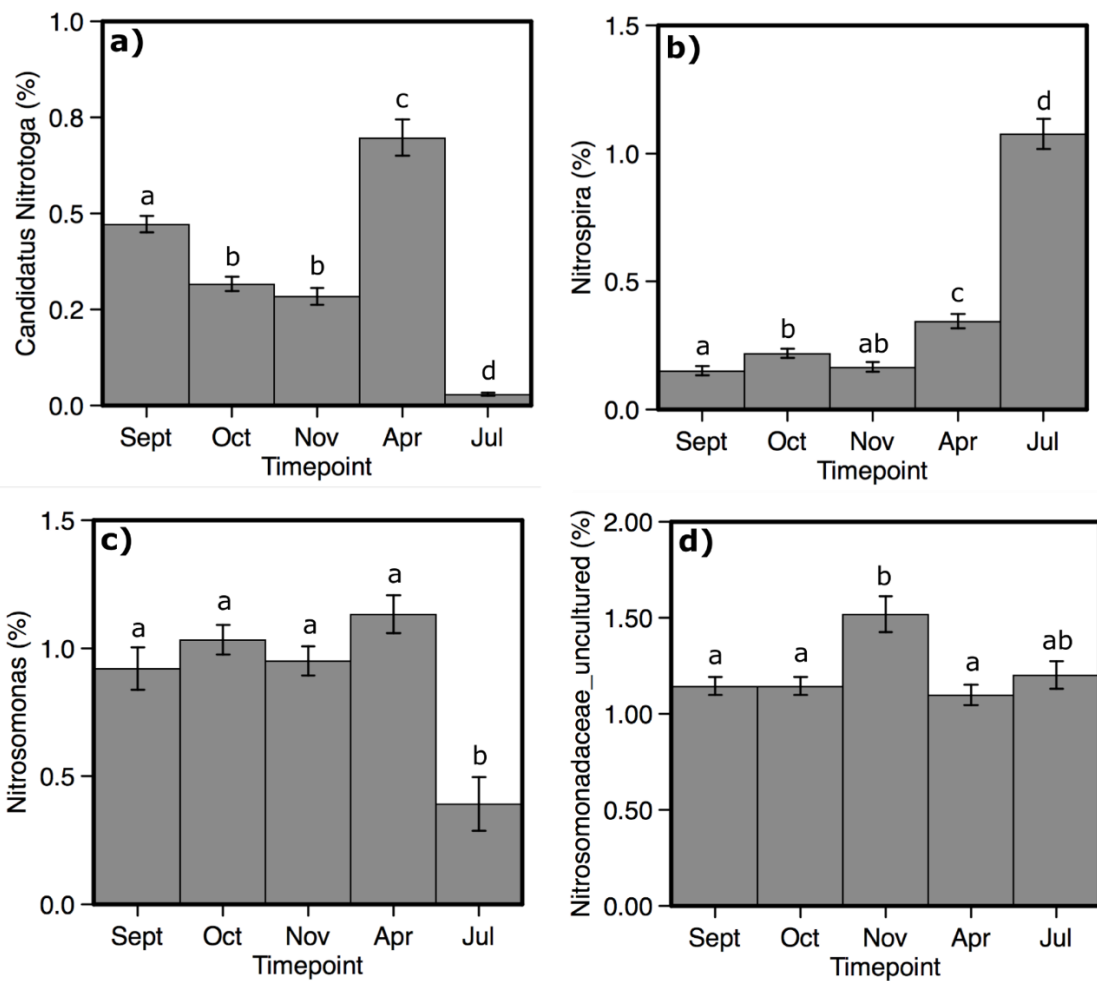 a)
Candidatus Nitrotoga (%)
1.0
0.8
0.5
0.2
0.0
a
b
b
c
d
Sept Oct Nov Apr Jul
Timepoint
b)
Nitrospira (%)
1.5
1.0
0.5
0.0
a
b
ab
c
d
Sept Oct Nov Apr Jul
Timepoint
c)
Nitrosomonas (%)
1.5
1.0
0.5
0.0
a
a
a
a
b
Sept Oct Nov Apr Jul
Timepoint
d)
Nitrosomonadaceae_uncultured (%)
2.00
1.50
1.00
0.50
0.00
a
a
b
a
ab
Sept Oct Nov Apr Jul
Timepoint